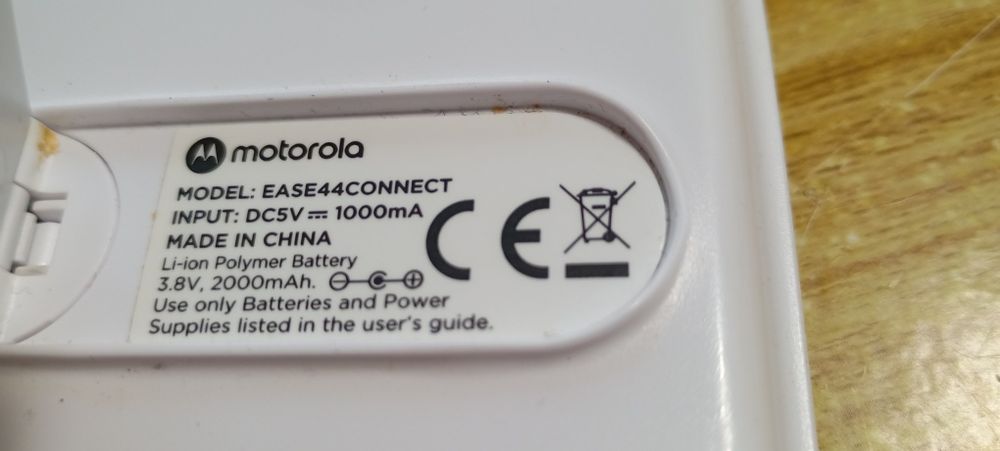 motorola
MODEL: EASE44CONNECT
INPUT: DC5V ⎓ 1000mA
MADE IN CHINA
Li-ion Polymer Battery
3.8V, 2000mAh.
Use only Batteries and Power
Supplies listed in the user's guide.
CE